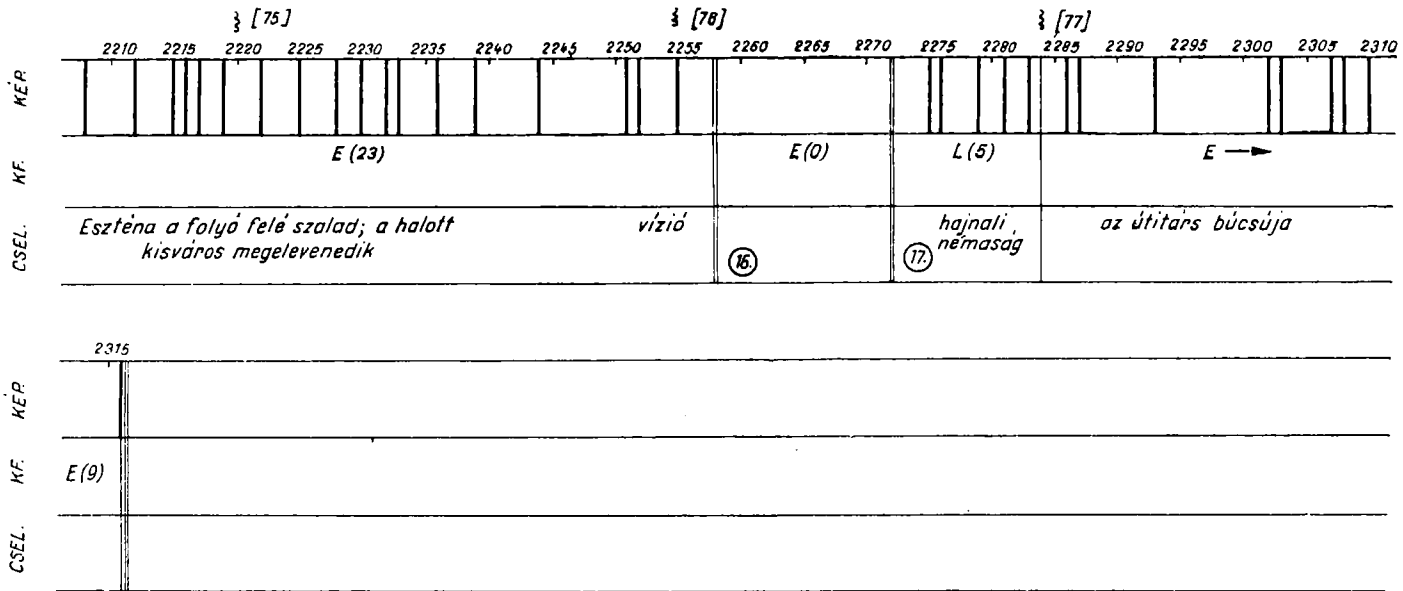 ⸾ [75] ⸾ [76] ⸾ [77]
2210 2215 2220 2225 2230 2235 2240 2245 2250 2255 2260 2265 2270 2275 2280 2285 2290 2295 2300 2305 2310
KÉP.
KF. E (23) E (0) L (5) E →
CSEL. Eszténa a folyó felé szalad; a halott vízió hajnali az útitárs búcsúja
kisváros megelevenedik 16. 17. némaság
2315
KÉP.
KF. E (9)
CSEL.